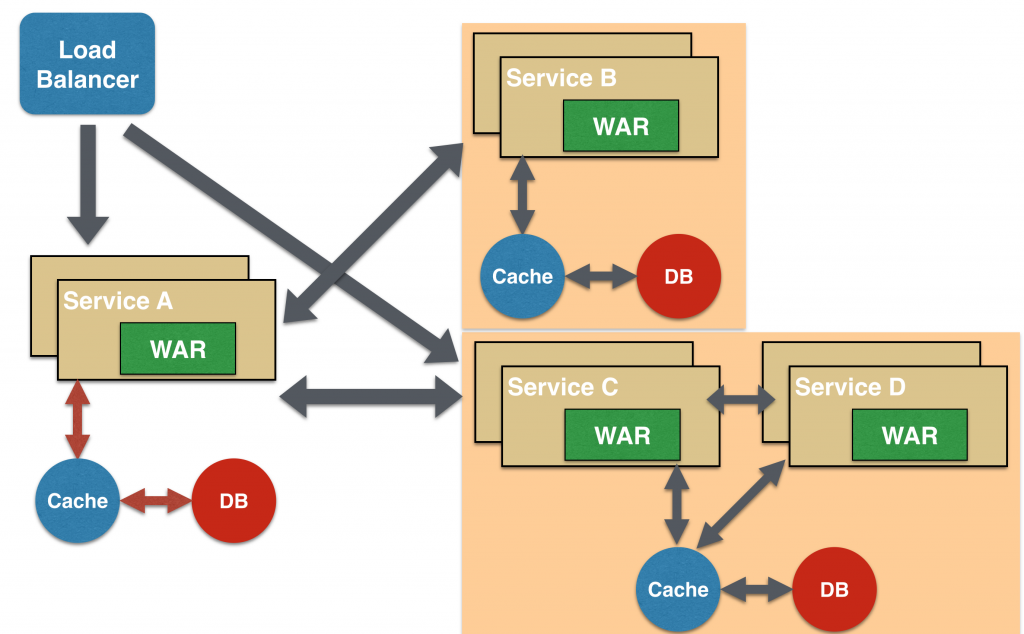 Load
Balancer
Service A
WAR
Cache
DB
Service B
WAR
Cache
DB
Service C
WAR
Service D
WAR
Cache
DB